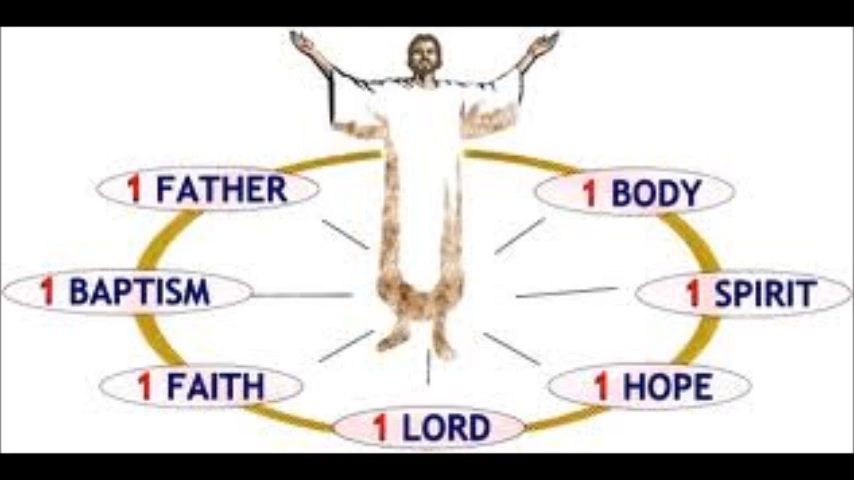 1 FATHER
1 BODY
1 BAPTISM
1 SPIRIT
1 FAITH
1 HOPE
1 LORD